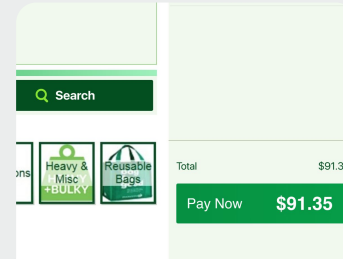 Search
ons
Heavy &
Misc
+BULKY
Reusable
Bags
Total
$91.3
Pay Now
$91.35